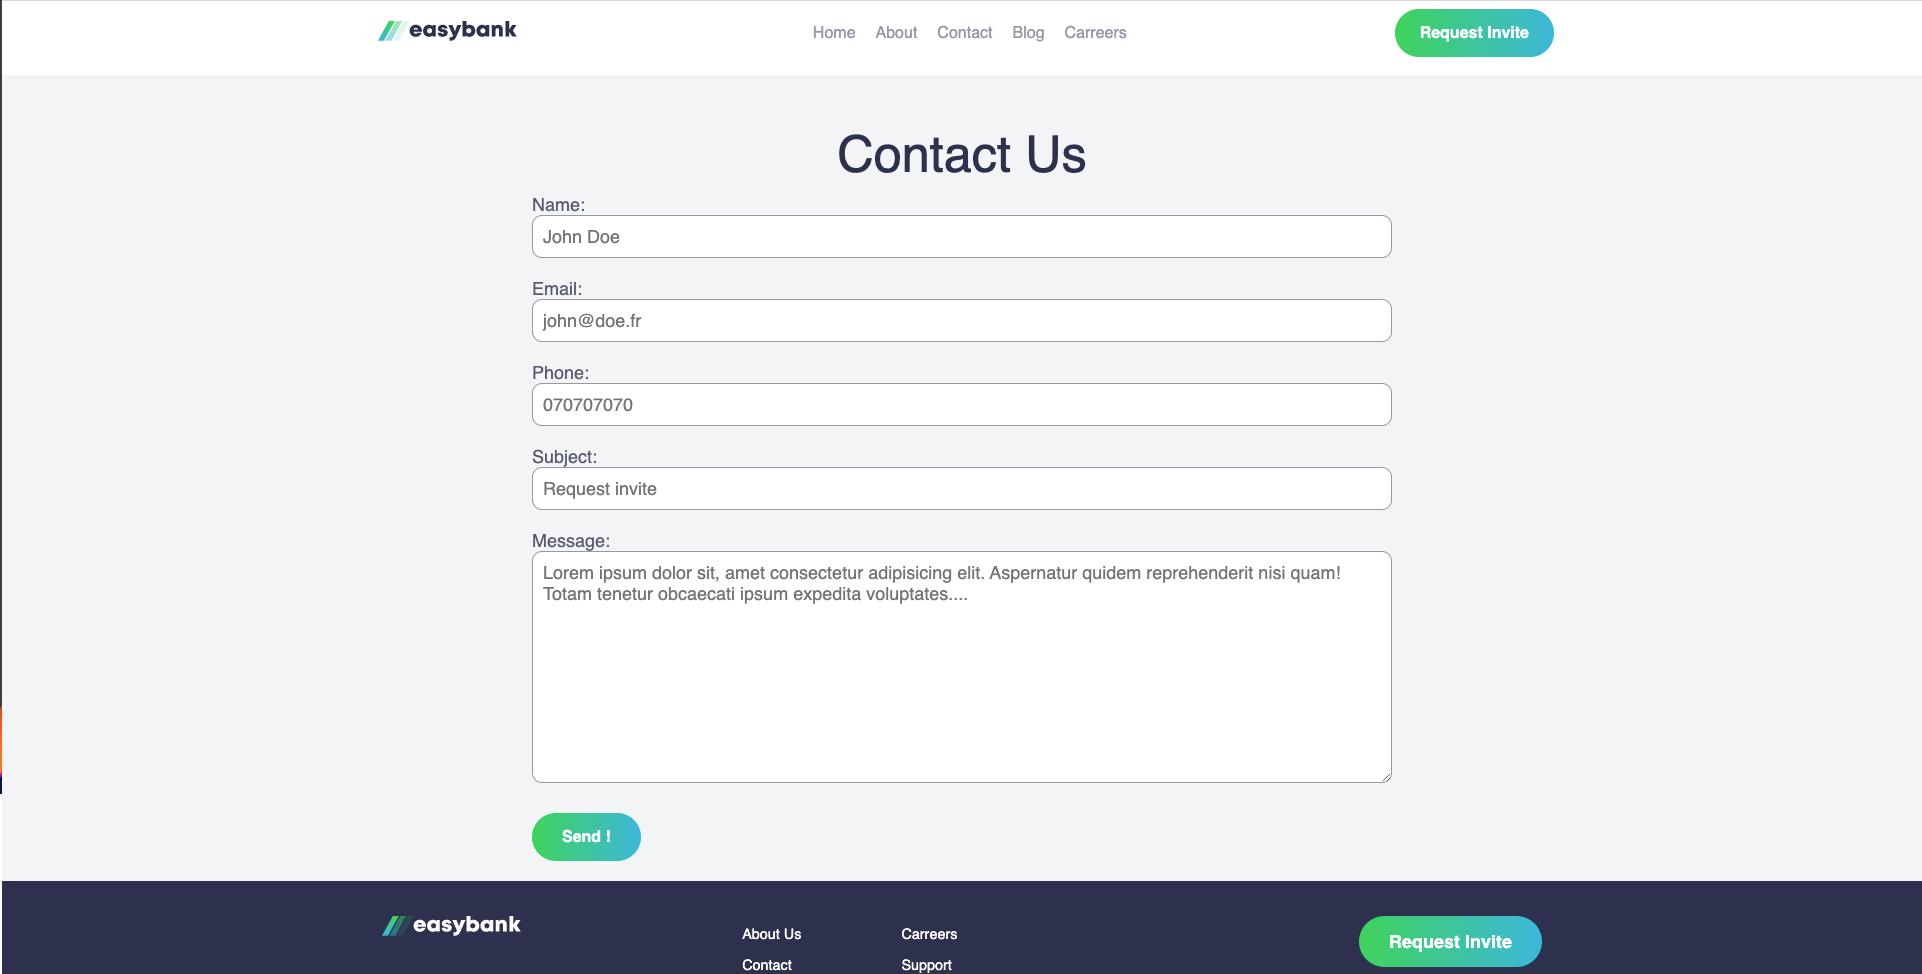 easybank
Home About Contact Blog Carreers
Request Invite
Contact Us
Name:
John Doe
Email:
john@doe.fr
Phone:
070707070
Subject:
Request invite
Message:
Lorem ipsum dolor sit, amet consectetur adipisicing elit. Aspernatur quidem reprehenderit nisi quam!
Totam tenetur obcaecati ipsum expedita voluptates....
Send !
easybank
About Us
Contact
Carreers
Support
Request Invite